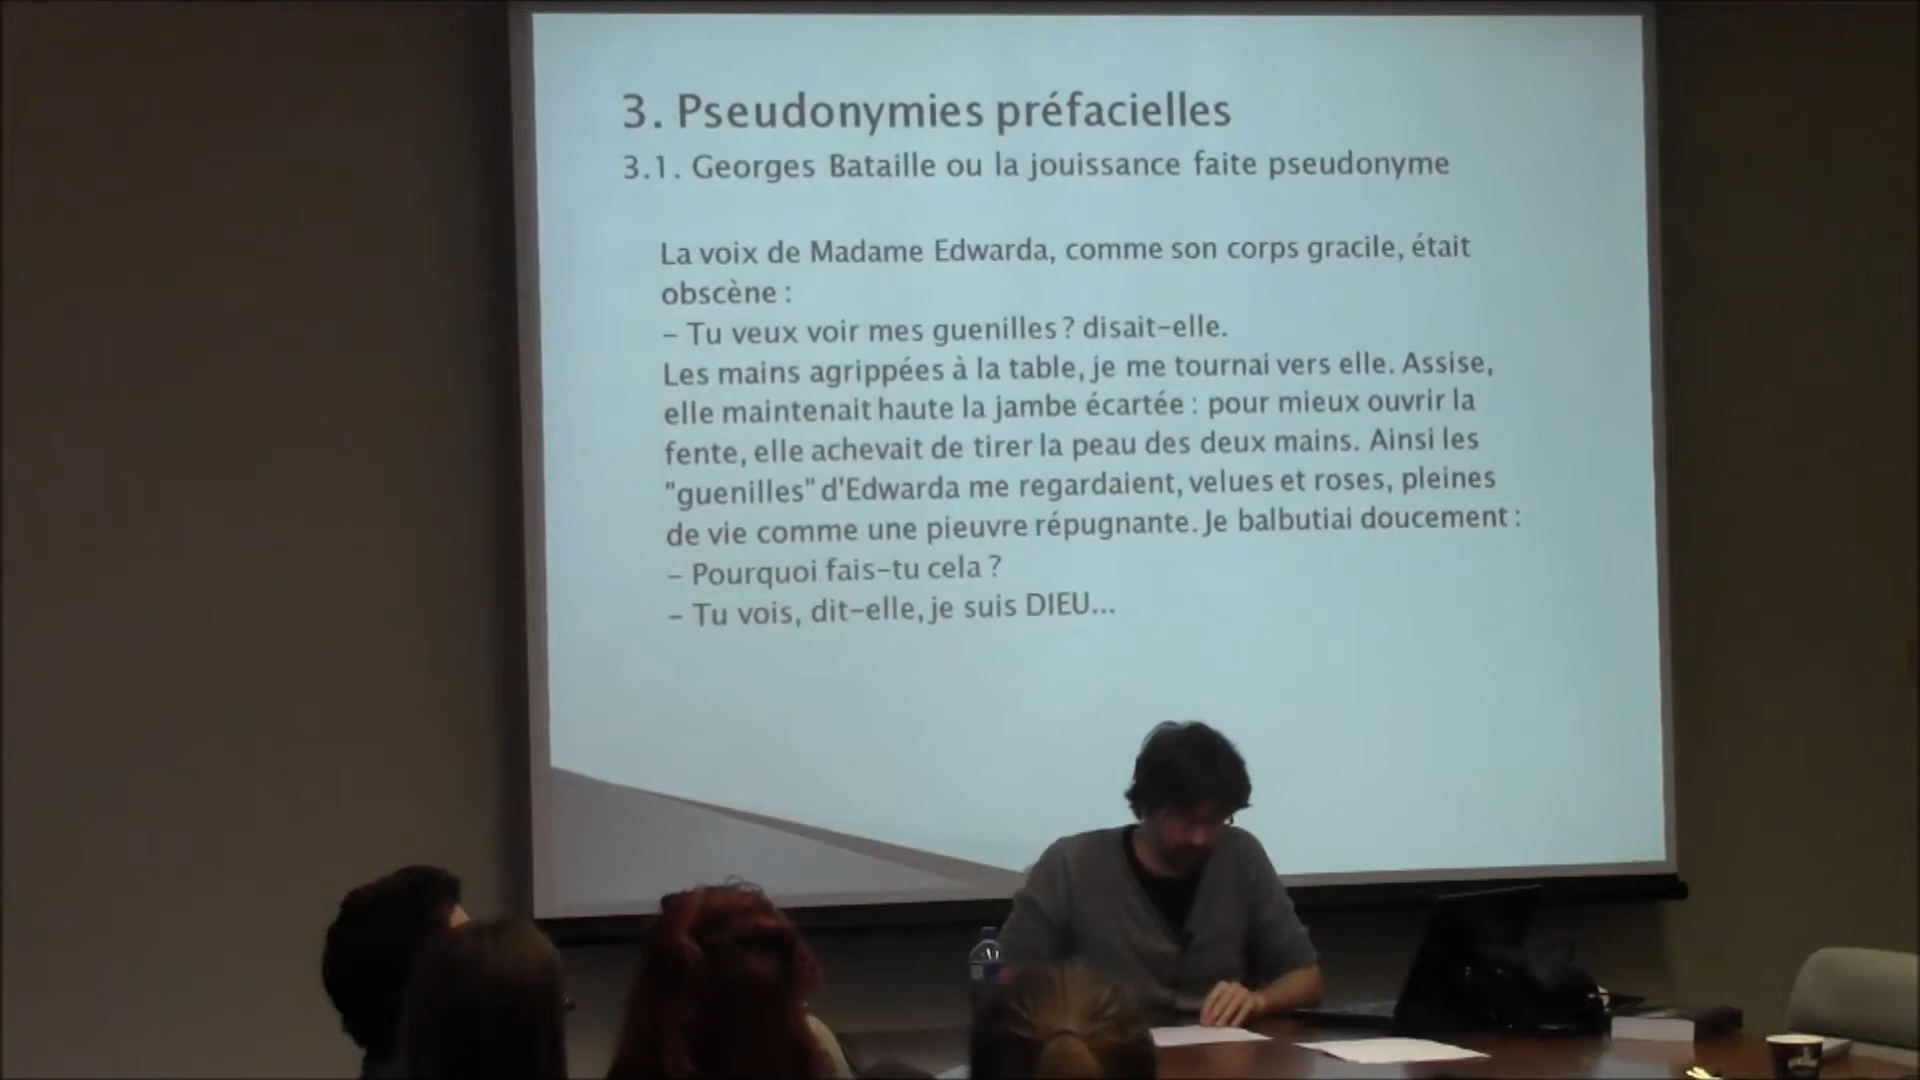 3. Pseudonymies préfacielles
3.1. Georges Bataille ou la jouissance faite pseudonyme
La voix de Madame Edwarda, comme son corps gracile, était
obscène :
– Tu veux voir mes guenilles ? disait-elle.
Les mains agrippées à la table, je me tournai vers elle. Assise,
elle maintenait haute la jambe écartée : pour mieux ouvrir la
fente, elle achevait de tirer la peau des deux mains. Ainsi les
"guenilles" d'Edwarda me regardaient, velues et roses, pleines
de vie comme une pieuvre répugnante. Je balbutiai doucement :
– Pourquoi fais-tu cela ?
– Tu vois, dit-elle, je suis DIEU...